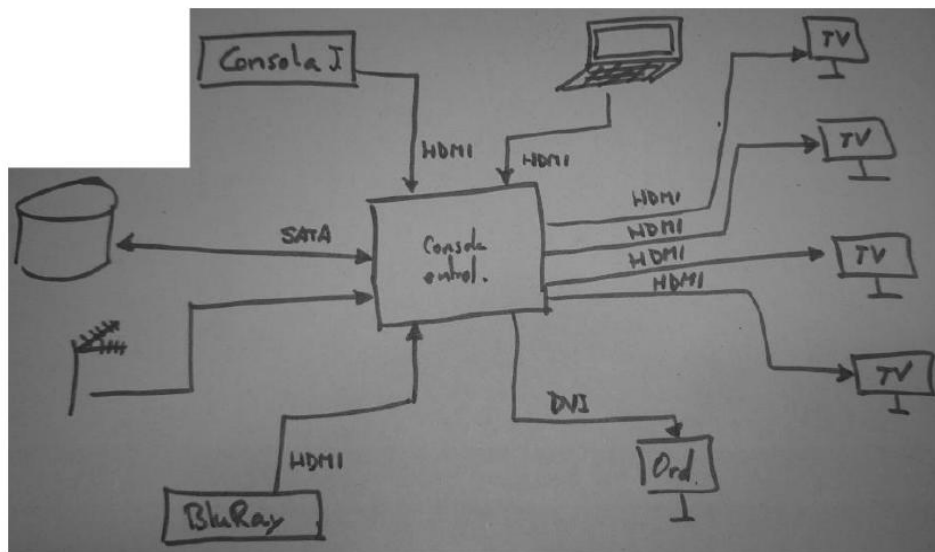 Consola I
TV
TV
HDMI
HDMI
HDMI
HDMI
SATA
Consola
control.
HDMI
HDMI
TV
TV
DVI
HDMI
Ord.
BluRay